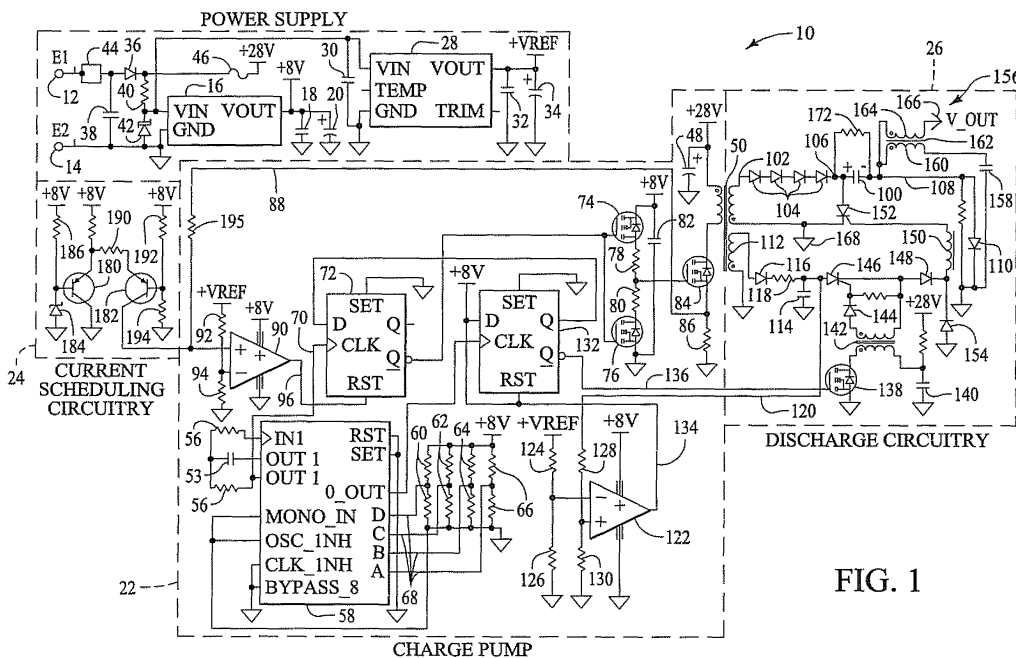 POWER SUPPLY
10
E1
44
36
46
+28V
12
40
16
+8V
VIN
VOUT
GND
38
42
18
20
E2
14
30
28
+VREF
VIN
VOUT
TEMP
GND
TRIM
32
34
26
156
+28V
48
50
102
104
106
172
164
166
V_OUT
162
160
100
108
158
152
168
150
110
112
116
118
114
146
148
+28V
144
142
154
138
140
136
120
DISCHARGE CIRCUITRY
+8V
+8V
+8V
186
190
192
180
182
184
194
24
CURRENT
SCHEDULING
CIRCUITRY
195
88
+VREF
92
+8V
90
94
96
70
72
SET
D
Q
CLK
Q
RST
+8V
SET
D
Q
CLK
132
Q
RST
74
+8V
82
78
80
76
84
86
56
53
56
IN1
OUT 1
OUT 1
RST
SET
0_OUT
MONO_IN
D
OSC_1NH
C
CLK_1NH
B
BYPASS_8
A
58
60
62
64
+8V
66
68
+VREF
+8V
124
128
134
122
126
130
22
CHARGE PUMP
FIG. 1